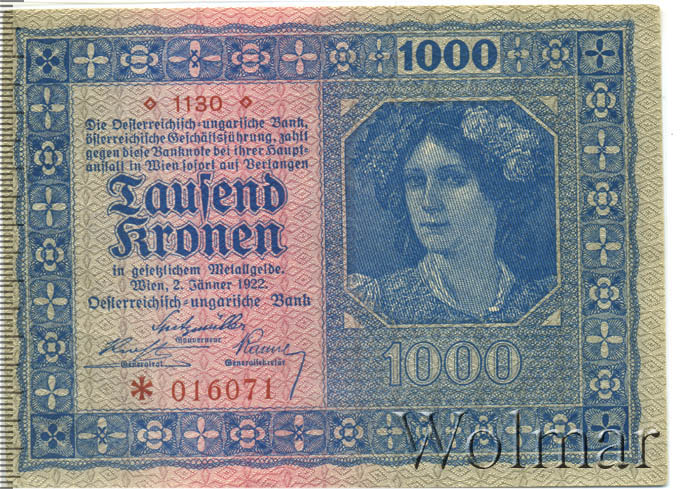 1000
1130
Die Oesterreichisch-ungarische Bank,
österreichische Geschäftsführung, zahlt
gegen diese Banknote bei ihrer Haupt-
anstalt in Wien sofort auf Verlangen
Tausend
Kronen
in gesetzlichem Metallgelde.
Wien, 2. Jänner 1922.
Oesterreichisch-ungarische Bank
Spitzmüller
Gouverneur
Generalrat
Generalsekretär
* 016071
1000
Wolmar